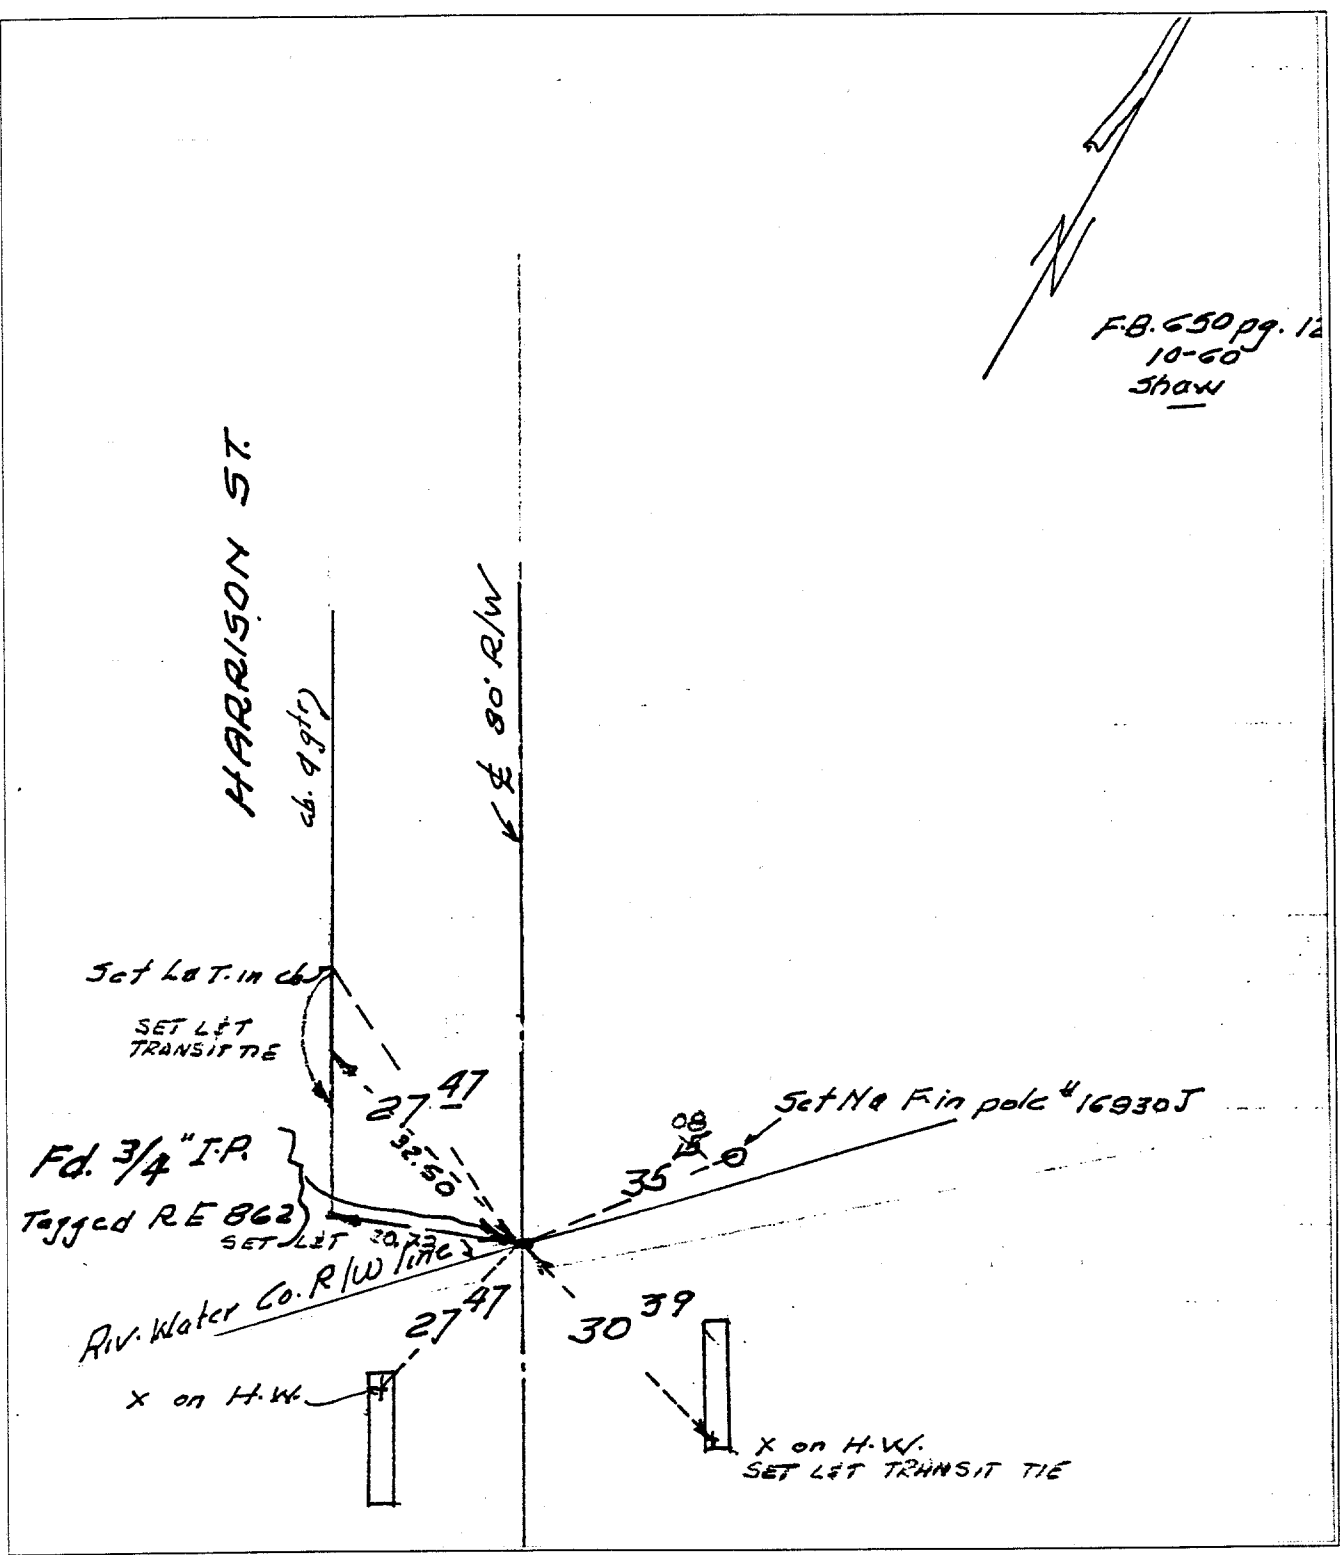 N
F.B. 650 pg. 12
10-60
Shaw
HARRISON ST.
cb. & gtr.
℄ 80' R/W
Set L&T. in cb
SET L&T
TRANSIT TIE
27 47
32.50
Set N& F. in pole #16930J
08
35
Fd. 3/4" I.P.
Tagged RE 862
SET L&T 20.73
Riv. Water Co. R/W line
27 47
30 39
X on H.W.
X on H.W.
SET L&T TRANSIT TIE